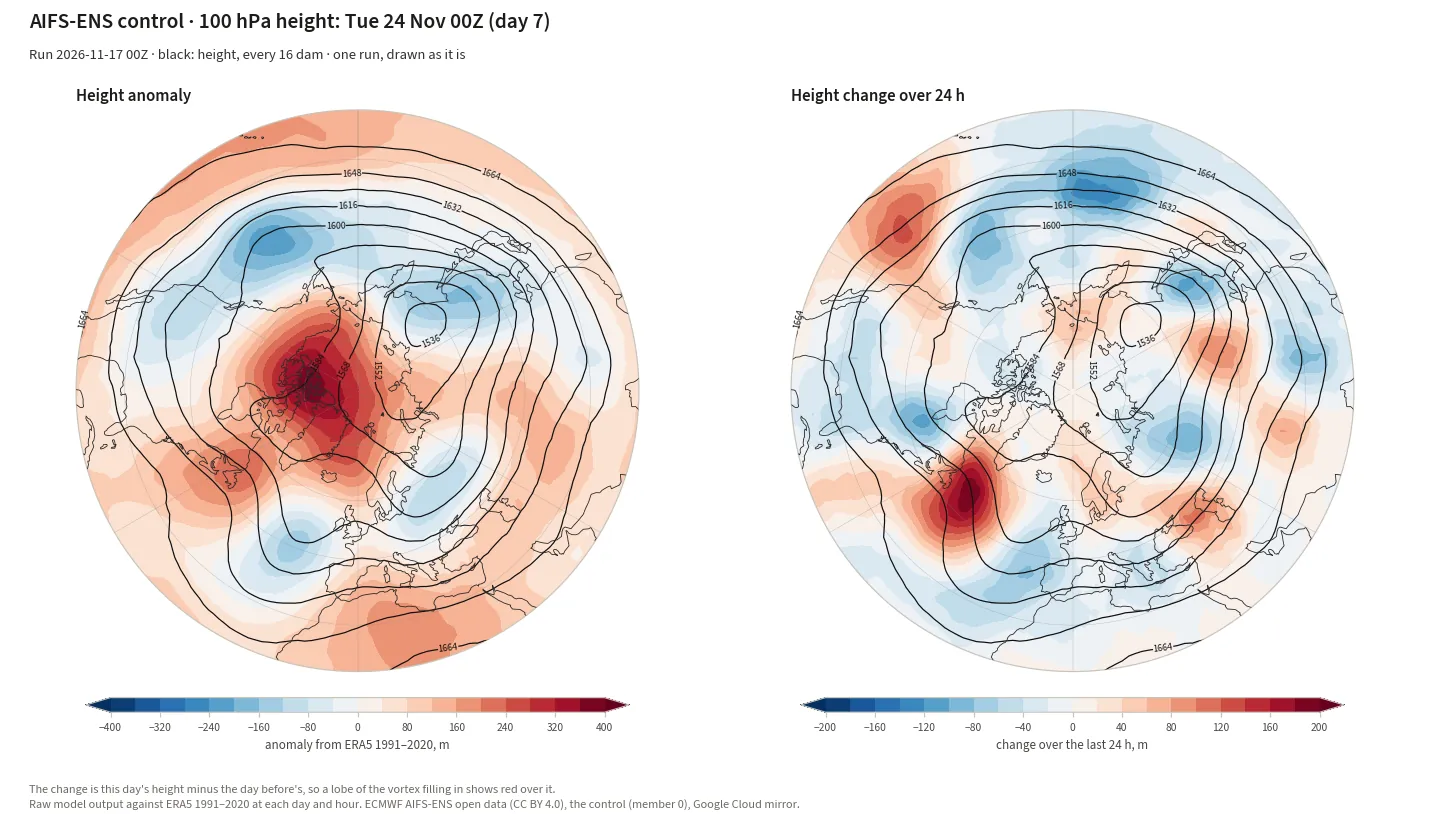 AIFS-ENS control · 100 hPa height: Tue 24 Nov 00Z (day 7)
Run 2026-11-17 00Z · black: height, every 16 dam · one run, drawn as it is
Height anomaly
Height change over 24 h
1664
1648
1632
1616
1600
1664
1536
1552
1584
1568
1664
1664
1648
1632
1616
1600
1664
1536
1552
1584
1568
1664
−400 −320 −240 −160 −80 0 80 160 240 320 400
anomaly from ERA5 1991–2020, m
−200 −160 −120 −80 −40 0 40 80 120 160 200
change over the last 24 h, m
The change is this day's height minus the day before's, so a lobe of the vortex filling in shows red over it.
Raw model output against ERA5 1991–2020 at each day and hour. ECMWF AIFS-ENS open data (CC BY 4.0), the control (member 0), Google Cloud mirror.